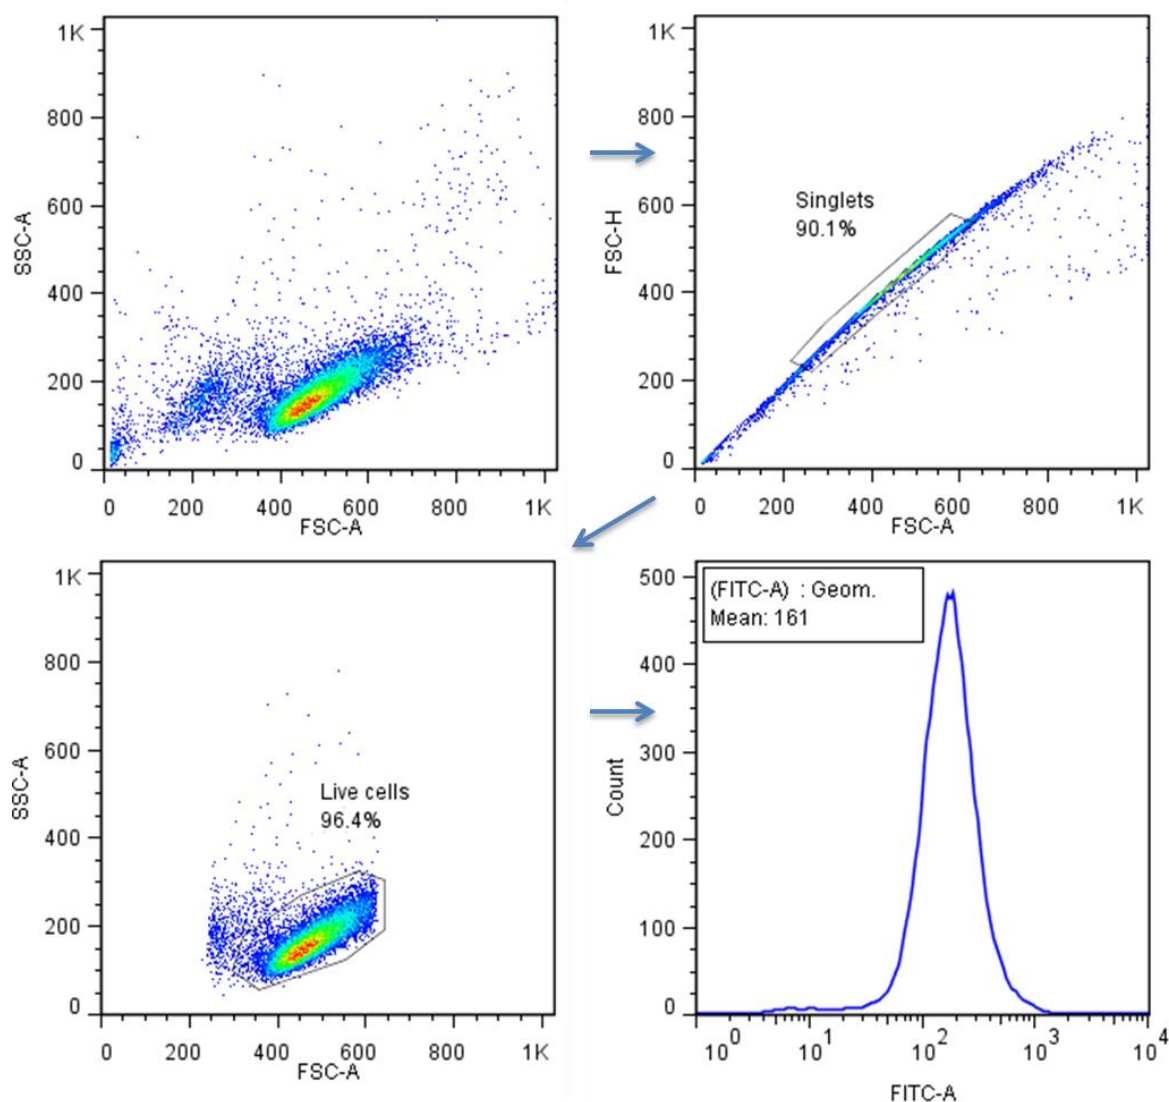 1K
800
600
400
200
0
SSC-A
0 200 400 600 800 1K
FSC-A
1K
800
600
400
200
0
FSC-H
Singlets
90.1%
0 200 400 600 800 1K
FSC-A
1K
800
600
400
200
0
SSC-A
Live cells
96.4%
0 200 400 600 800 1K
FSC-A
500
400
300
200
100
0
Count
(FITC-A) : Geom.
Mean: 161
10^0 10^1 10^2 10^3 10^4
FITC-A